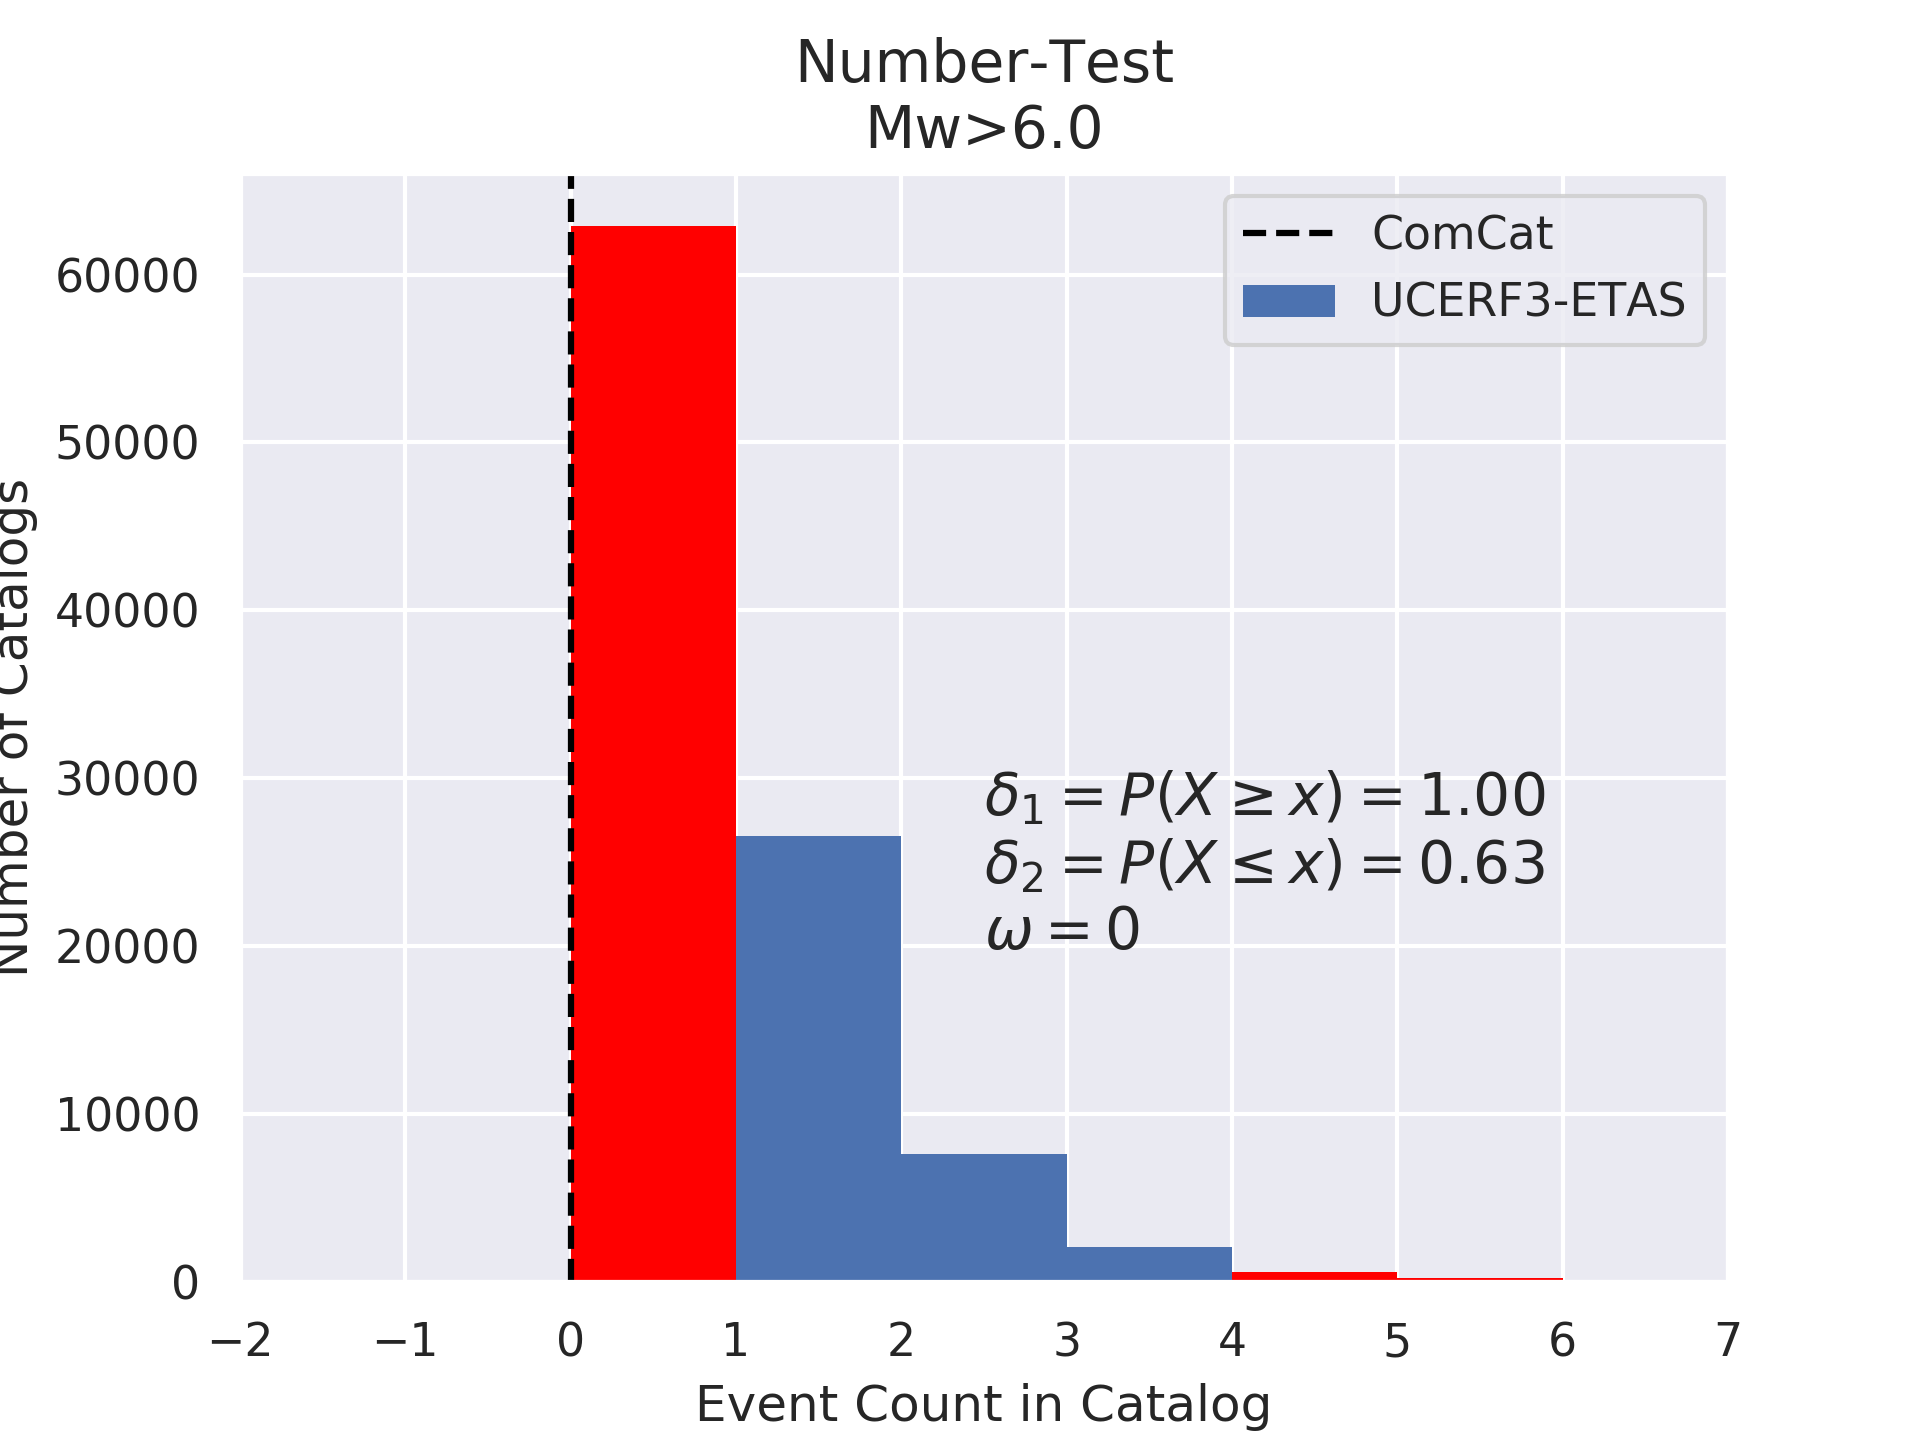 Number-Test
Mw>6.0
ComCat
UCERF3-ETAS
60000
50000
40000
30000
20000
10000
0
Number of Catalogs
δ₁ = P(X ≥ x) = 1.00
δ₂ = P(X ≤ x) = 0.63
ω = 0
−2 −1 0 1 2 3 4 5 6 7
Event Count in Catalog